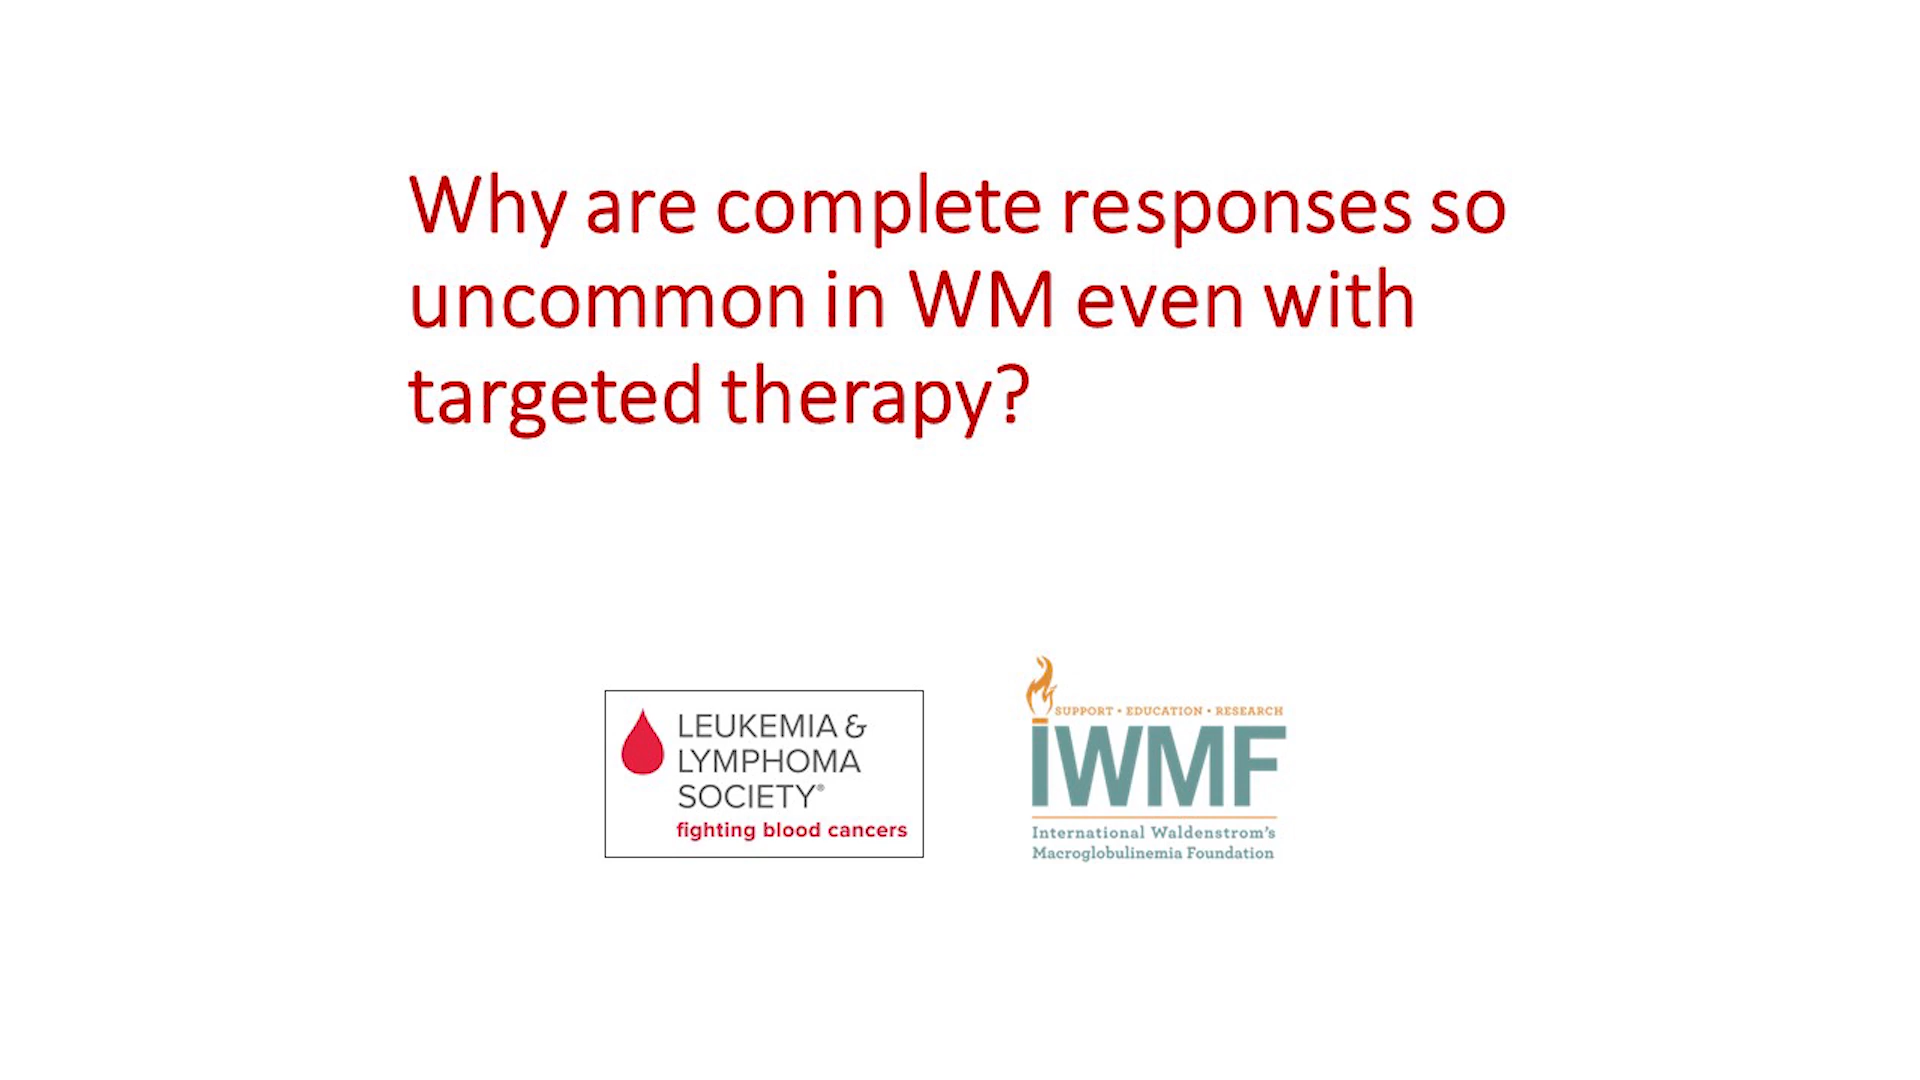 Why are complete responses so
uncommon in WM even with
targeted therapy?
LEUKEMIA &
LYMPHOMA
SOCIETY®
fighting blood cancers
SUPPORT • EDUCATION • RESEARCH
IWMF
International Waldenstrom's
Macroglobulinemia Foundation